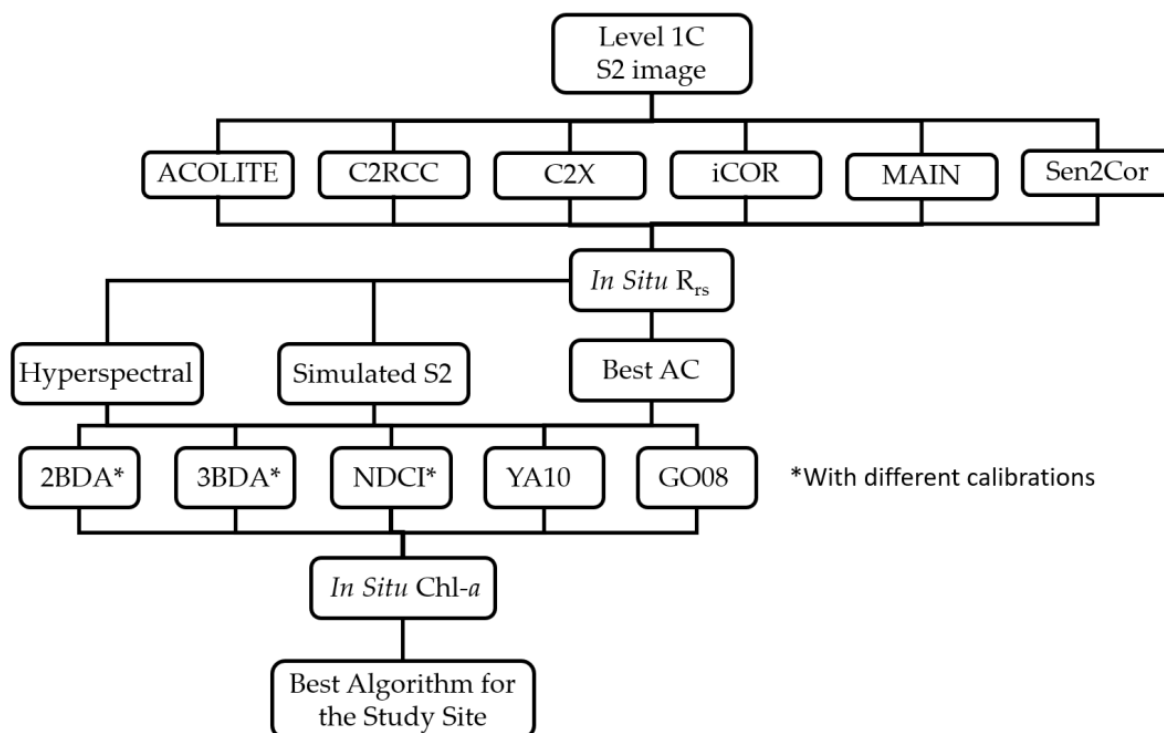 Level 1C
S2 image
ACOLITE
C2RCC
C2X
iCOR
MAIN
Sen2Cor
In Situ Rrs
Hyperspectral
Simulated S2
Best AC
2BDA*
3BDA*
NDCI*
YA10
GO08
*With different calibrations
In Situ Chl-a
Best Algorithm for
the Study Site